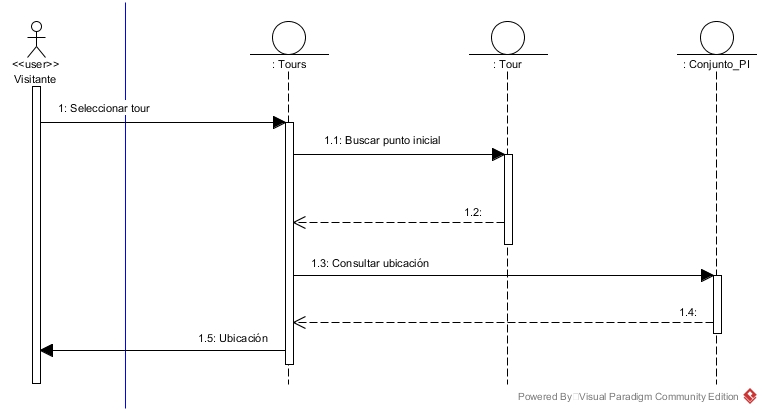 <<user>>
Visitante
: Tours
: Tour
: Conjunto_PI
1: Seleccionar tour
1.1: Buscar punto inicial
1.2:
1.3: Consultar ubicación
1.4:
1.5: Ubicación
Powered By Visual Paradigm Community Edition